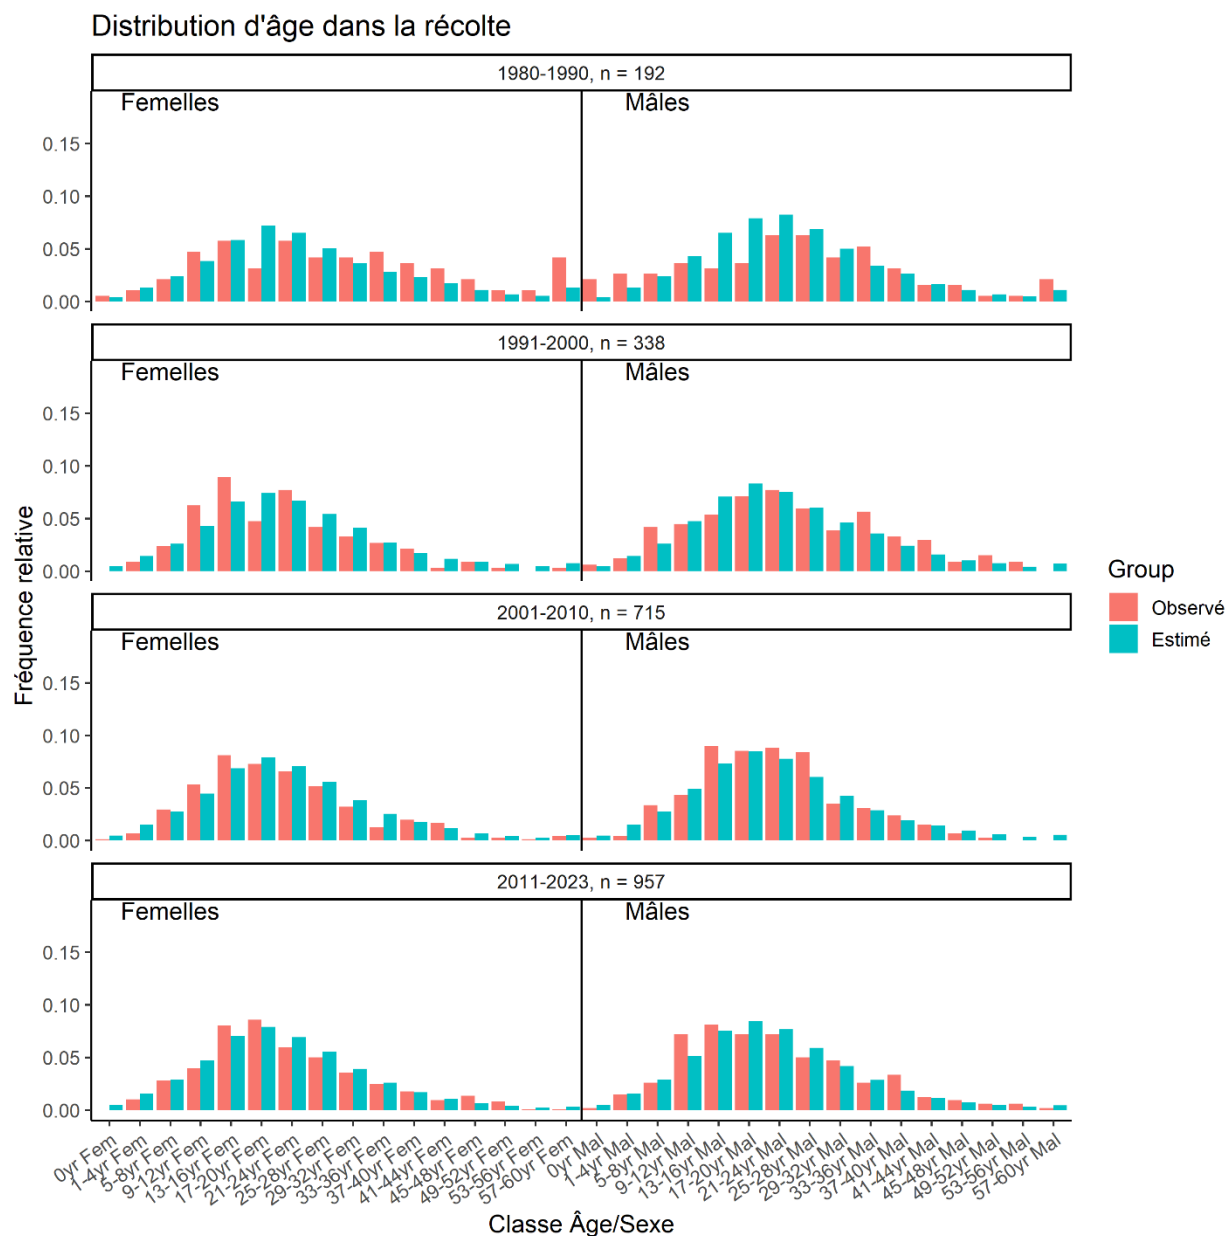 Distribution d'âge dans la récolte
1980-1990, n = 192
Femelles
Mâles
0.15
0.10
0.05
0.00
1991-2000, n = 338
Femelles
Mâles
0.15
0.10
0.05
0.00
2001-2010, n = 715
Femelles
Mâles
0.15
0.10
0.05
0.00
2011-2023, n = 957
Femelles
Mâles
0.15
0.10
0.05
0.00
Fréquence relative
0yr Fem
1-4yr Fem
5-8yr Fem
9-12yr Fem
13-16yr Fem
17-20yr Fem
21-24yr Fem
25-28yr Fem
29-32yr Fem
33-36yr Fem
37-40yr Fem
41-44yr Fem
45-48yr Fem
49-52yr Fem
53-56yr Fem
57-60yr Fem
0yr Mal
1-4yr Mal
5-8yr Mal
9-12yr Mal
13-16yr Mal
17-20yr Mal
21-24yr Mal
25-28yr Mal
29-32yr Mal
33-36yr Mal
37-40yr Mal
41-44yr Mal
45-48yr Mal
49-52yr Mal
53-56yr Mal
57-60yr Mal
Classe Âge/Sexe
Group
Observé
Estimé